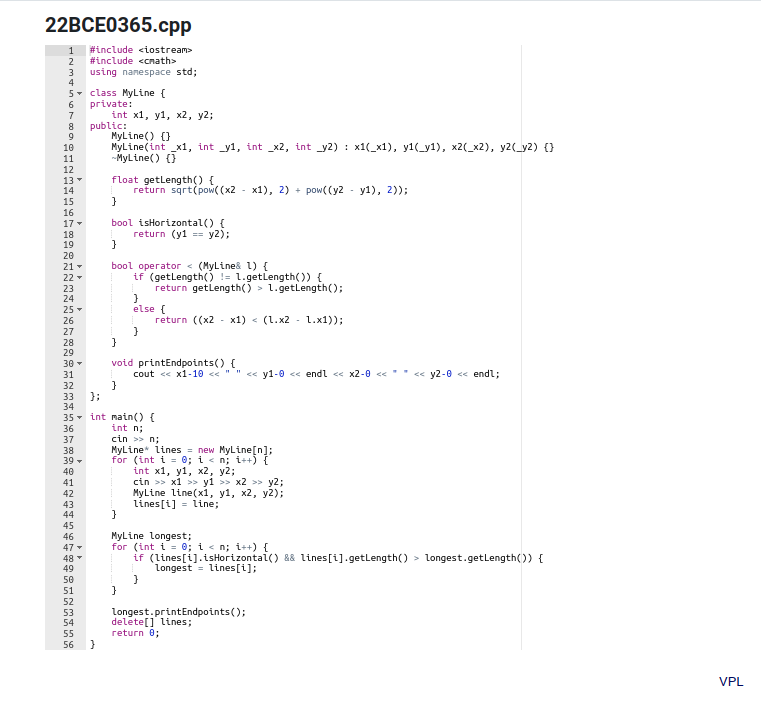 22BCE0365.cpp
1 #include <iostream>
2 #include <cmath>
3 using namespace std;
4
5 class MyLine {
6 private:
7     int x1, y1, x2, y2;
8 public:
9     MyLine() {}
10     MyLine(int _x1, int _y1, int _x2, int _y2) : x1(_x1), y1(_y1), x2(_x2), y2(_y2) {}
11     ~MyLine() {}
12
13     float getLength() {
14         return sqrt(pow((x2 - x1), 2) + pow((y2 - y1), 2));
15     }
16
17     bool isHorizontal() {
18         return (y1 == y2);
19     }
20
21     bool operator < (MyLine& l) {
22         if (getLength() != l.getLength()) {
23             return getLength() > l.getLength();
24         }
25         else {
26             return ((x2 - x1) < (l.x2 - l.x1));
27         }
28     }
29
30     void printEndpoints() {
31         cout << x1-10 << " " << y1-0 << endl << x2-0 << " " << y2-0 << endl;
32     }
33 };
34
35 int main() {
36     int n;
37     cin >> n;
38     MyLine* lines = new MyLine[n];
39     for (int i = 0; i < n; i++) {
40         int x1, y1, x2, y2;
41         cin >> x1 >> y1 >> x2 >> y2;
42         MyLine line(x1, y1, x2, y2);
43         lines[i] = line;
44     }
45
46     MyLine longest;
47     for (int i = 0; i < n; i++) {
48         if (lines[i].isHorizontal() && lines[i].getLength() > longest.getLength()) {
49             longest = lines[i];
50         }
51     }
52
53     longest.printEndpoints();
54     delete[] lines;
55     return 0;
56 }
VPL